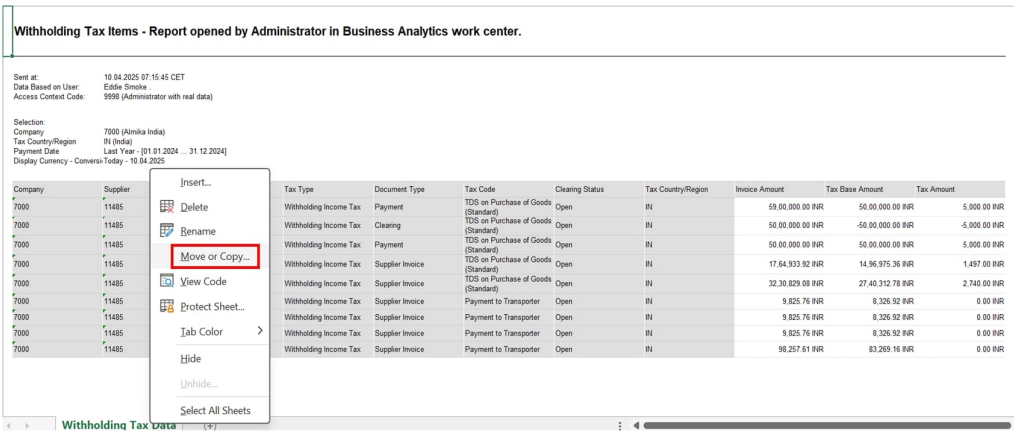 Withholding Tax Items - Report opened by Administrator in Business Analytics work center.
Sent at: 10.04.2025 07:15:45 CET
Data Based on User: Eddie Smoke .
Access Context Code: 9998 (Administrator with real data)
Selection:
Company 7000 (Almika India)
Tax Country/Region IN (India)
Payment Date Last Year - [01.01.2024 ... 31.12.2024]
Display Currency - Conversi Today - 10.04.2025
Company Supplier Tax Type Document Type Tax Code Clearing Status Tax Country/Region Invoice Amount Tax Base Amount Tax Amount
7000 11485 Withholding Income Tax Payment TDS on Purchase of Goods (Standard) Open IN 59,00,000.00 INR 50,00,000.00 INR 5,000.00 INR
7000 11485 Withholding Income Tax Clearing TDS on Purchase of Goods (Standard) Open IN 50,00,000.00 INR -50,00,000.00 INR -5,000.00 INR
7000 11485 Withholding Income Tax Payment TDS on Purchase of Goods (Standard) Open IN 50,00,000.00 INR 50,00,000.00 INR 5,000.00 INR
7000 11485 Withholding Income Tax Supplier Invoice TDS on Purchase of Goods (Standard) Open IN 17,64,933.92 INR 14,96,975.36 INR 1,497.00 INR
7000 11485 Withholding Income Tax Supplier Invoice TDS on Purchase of Goods (Standard) Open IN 32,30,829.08 INR 27,40,312.78 INR 2,740.00 INR
7000 11485 Withholding Income Tax Supplier Invoice Payment to Transporter Open IN 9,825.76 INR 8,326.92 INR 0.00 INR
7000 11485 Withholding Income Tax Supplier Invoice Payment to Transporter Open IN 9,825.76 INR 8,326.92 INR 0.00 INR
7000 11485 Withholding Income Tax Supplier Invoice Payment to Transporter Open IN 9,825.76 INR 8,326.92 INR 0.00 INR
7000 11485 Withholding Income Tax Supplier Invoice Payment to Transporter Open IN 98,257.61 INR 83,269.16 INR 0.00 INR
Insert...
Delete
Rename
Move or Copy...
View Code
Protect Sheet...
Tab Color
Hide
Unhide...
Select All Sheets
Withholding Tax Data